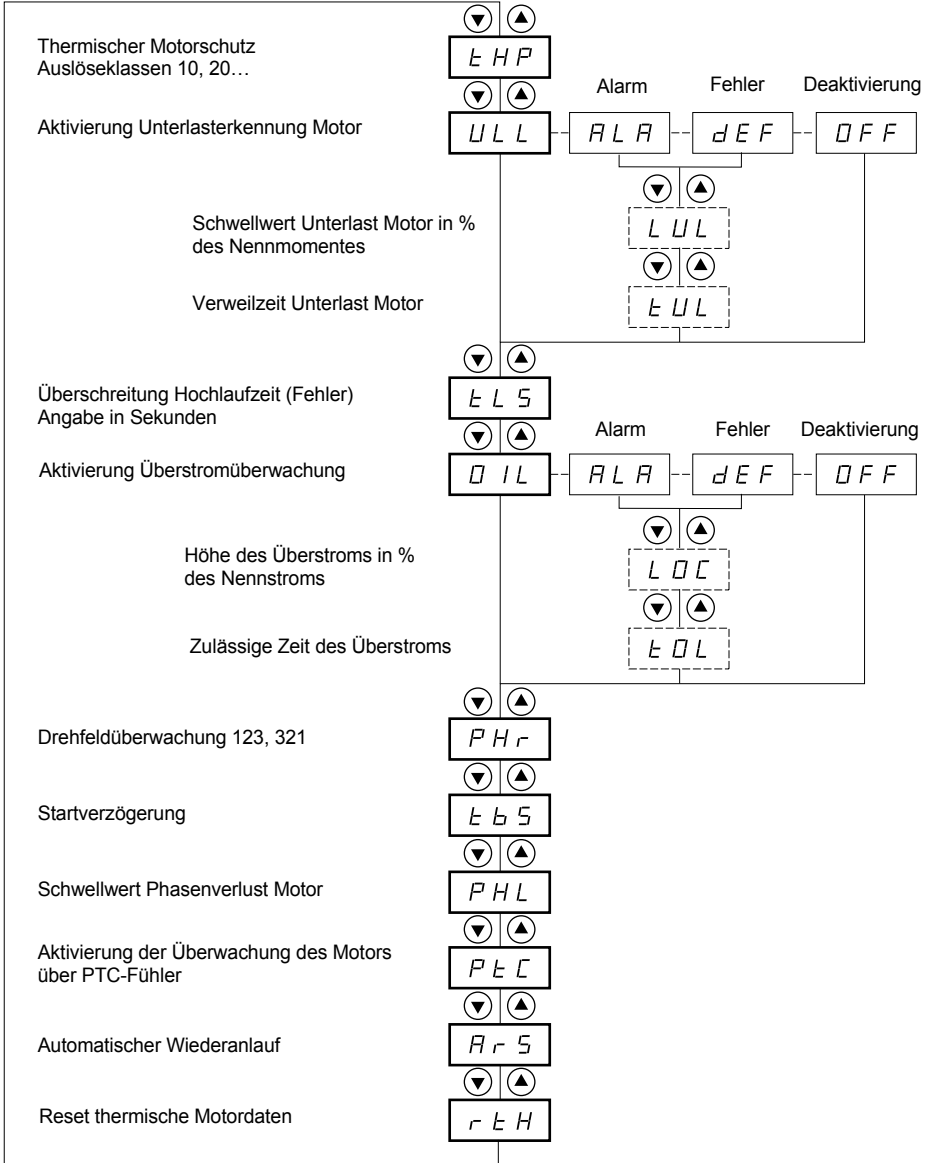 Thermischer Motorschutz
Auslöseklassen 10, 20…
tHP
Alarm Fehler Deaktivierung
Aktivierung Unterlasterkennung Motor
ULL ALA dEF OFF
Schwellwert Unterlast Motor in %
des Nennmomentes
LUL
Verweilzeit Unterlast Motor
tUL
Überschreitung Hochlaufzeit (Fehler)
Angabe in Sekunden
tLS
Alarm Fehler Deaktivierung
Aktivierung Überstromüberwachung
OIL ALA dEF OFF
Höhe des Überstroms in %
des Nennstroms
LOC
Zulässige Zeit des Überstroms
tOL
Drehfeldüberwachung 123, 321
PHr
Startverzögerung
tbS
Schwellwert Phasenverlust Motor
PHL
Aktivierung der Überwachung des Motors
über PTC-Fühler
PtC
Automatischer Wiederanlauf
ArS
Reset thermische Motordaten
rtH